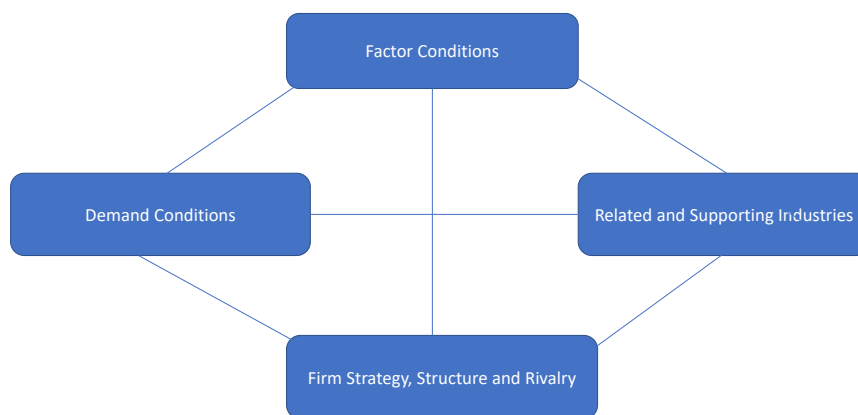 Factor Conditions
Demand Conditions
Related and Supporting Industries
Firm Strategy, Structure and Rivalry